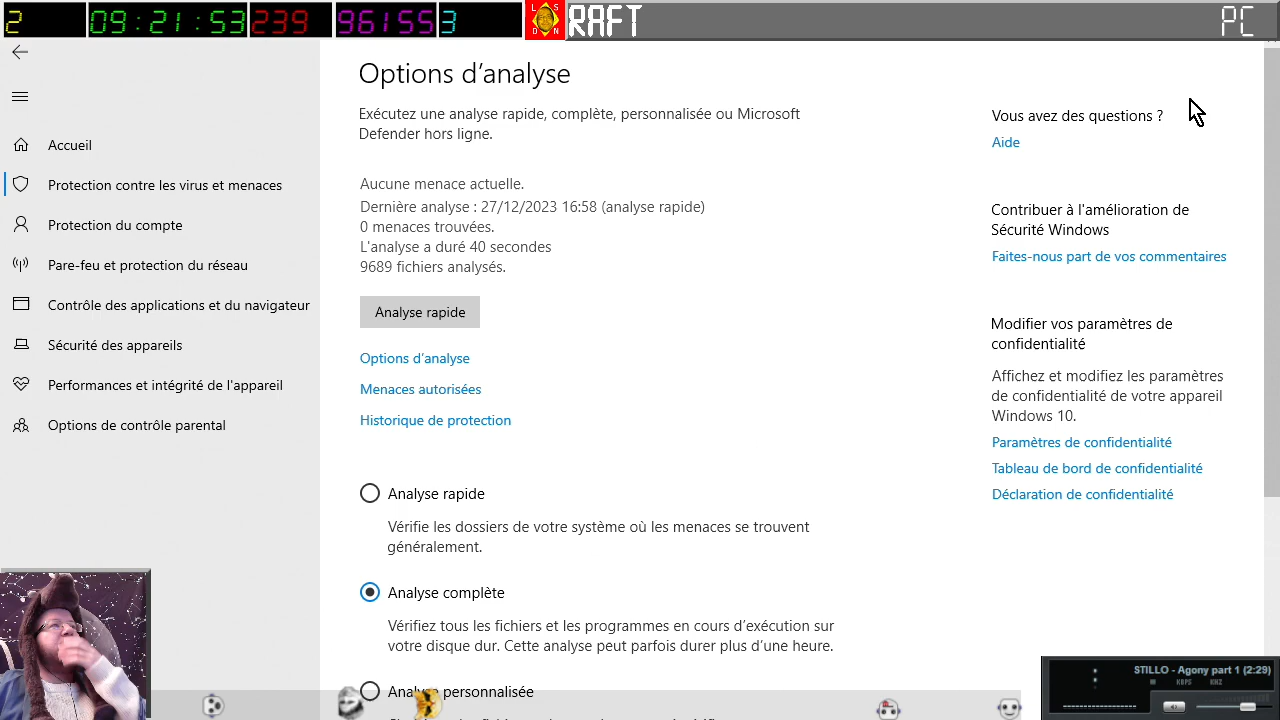 2
09:21:53
239
96155
3
L S
D N
RAFT
PC
Options d'analyse
Exécutez une analyse rapide, complète, personnalisée ou Microsoft
Defender hors ligne.
Aucune menace actuelle.
Dernière analyse : 27/12/2023 16:58 (analyse rapide)
0 menaces trouvées.
L'analyse a duré 40 secondes
9689 fichiers analysés.
Analyse rapide
Options d'analyse
Menaces autorisées
Historique de protection
Analyse rapide
Vérifie les dossiers de votre système où les menaces se trouvent
généralement.
Analyse complète
Vérifiez tous les fichiers et les programmes en cours d'exécution sur
votre disque dur. Cette analyse peut parfois durer plus d'une heure.
Analyse personnalisée
Accueil
Protection contre les virus et menaces
Protection du compte
Pare-feu et protection du réseau
Contrôle des applications et du navigateur
Sécurité des appareils
Performances et intégrité de l'appareil
Options de contrôle parental
Vous avez des questions ?
Aide
Contribuer à l'amélioration de
Sécurité Windows
Faites-nous part de vos commentaires
Modifier vos paramètres de
confidentialité
Affichez et modifiez les paramètres
de confidentialité de votre appareil
Windows 10.
Paramètres de confidentialité
Tableau de bord de confidentialité
Déclaration de confidentialité
STILLO - Agony part 1 (2:29)
KBPS
KHZ